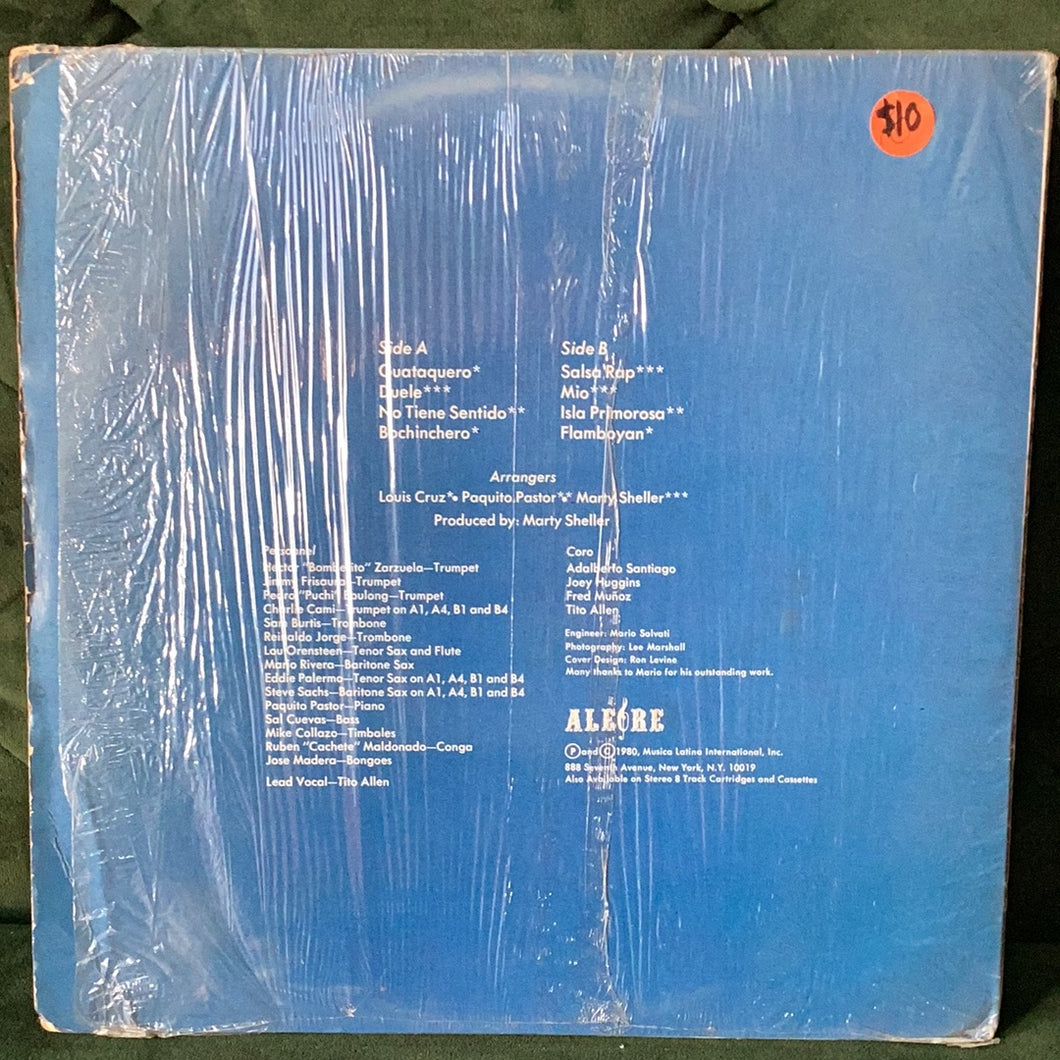 $10
Side A
Guataquero*
Duele***
No Tiene Sentido**
Bochinchero*
Side B
Salsa Rap***
Mio***
Isla Primorosa**
Flamboyan*
Arrangers
Louis Cruz* • Paquito Pastor** • Marty Sheller***
Produced by: Marty Sheller
Personnel
Hector "Bomberito" Zarzuela—Trumpet
Jimmy Frisaura—Trumpet
Pedro "Puchi" Boulong—Trumpet
Charlie Cami—Trumpet on A1, A4, B1 and B4
Sam Burtis—Trombone
Reinaldo Jorge—Trombone
Lou Orensteen—Tenor Sax and Flute
Mario Rivera—Baritone Sax
Eddie Palermo—Tenor Sax on A1, A4, B1 and B4
Steve Sachs—Baritone Sax on A1, A4, B1 and B4
Paquito Pastor—Piano
Sal Cuevas—Bass
Mike Collazo—Timbales
Ruben "Cachete" Maldonado—Conga
Jose Madera—Bongoes
Lead Vocal—Tito Allen
Coro
Adalberto Santiago
Joey Huggins
Fred Muñoz
Tito Allen
Engineer: Mario Salvati
Photography: Lee Marshall
Cover Design: Ron Levine
Many thanks to Mario for his outstanding work.
ALEGRE
Ⓟ and © 1980, Musica Latina International, Inc.
888 Seventh Avenue, New York, N.Y. 10019
Also Available on Stereo 8 Track Cartridges and Cassettes